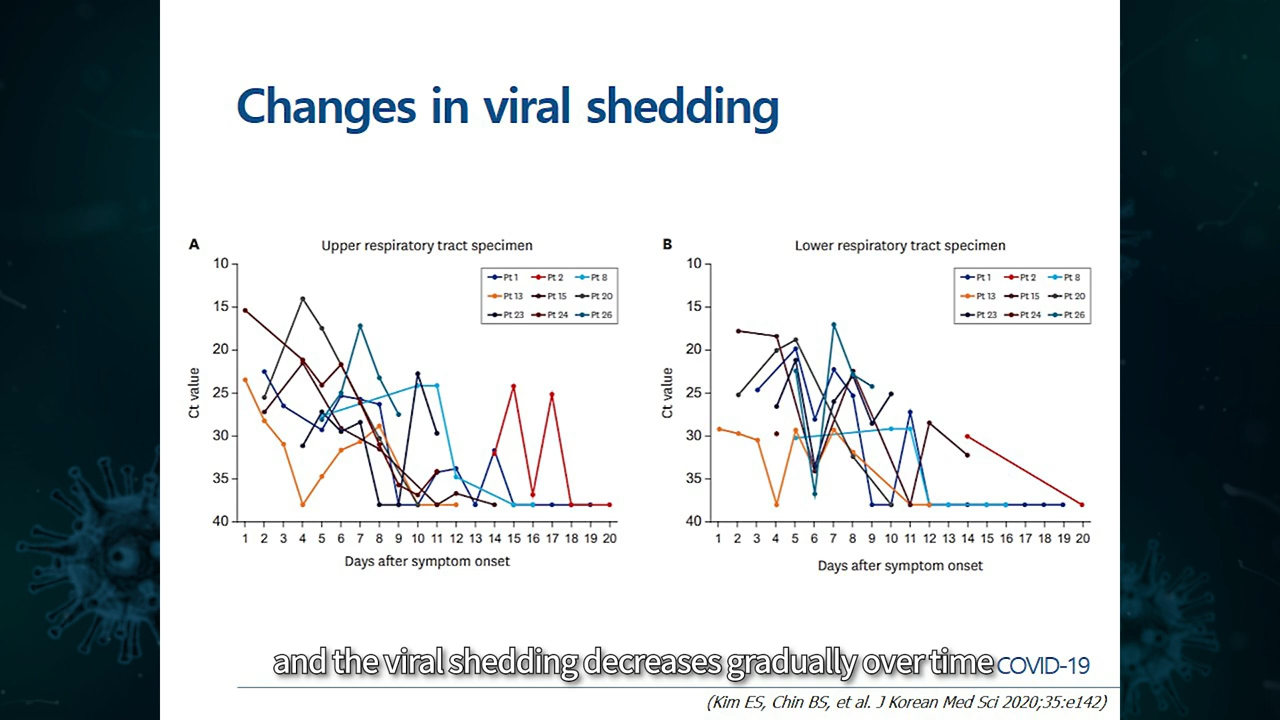 Changes in viral shedding
A
Upper respiratory tract specimen
Ct value
10
15
20
25
30
35
40
Pt 1 Pt 2 Pt 8
Pt 13 Pt 15 Pt 20
Pt 23 Pt 24 Pt 26
1 2 3 4 5 6 7 8 9 10 11 12 13 14 15 16 17 18 19 20
Days after symptom onset
B
Lower respiratory tract specimen
Ct value
10
15
20
25
30
35
40
Pt 1 Pt 2 Pt 8
Pt 13 Pt 15 Pt 20
Pt 23 Pt 24 Pt 26
1 2 3 4 5 6 7 8 9 10 11 12 13 14 15 16 17 18 19 20
Days after symptom onset
and the viral shedding decreases gradually over time
COVID-19
(Kim ES, Chin BS, et al. J Korean Med Sci 2020;35:e142)